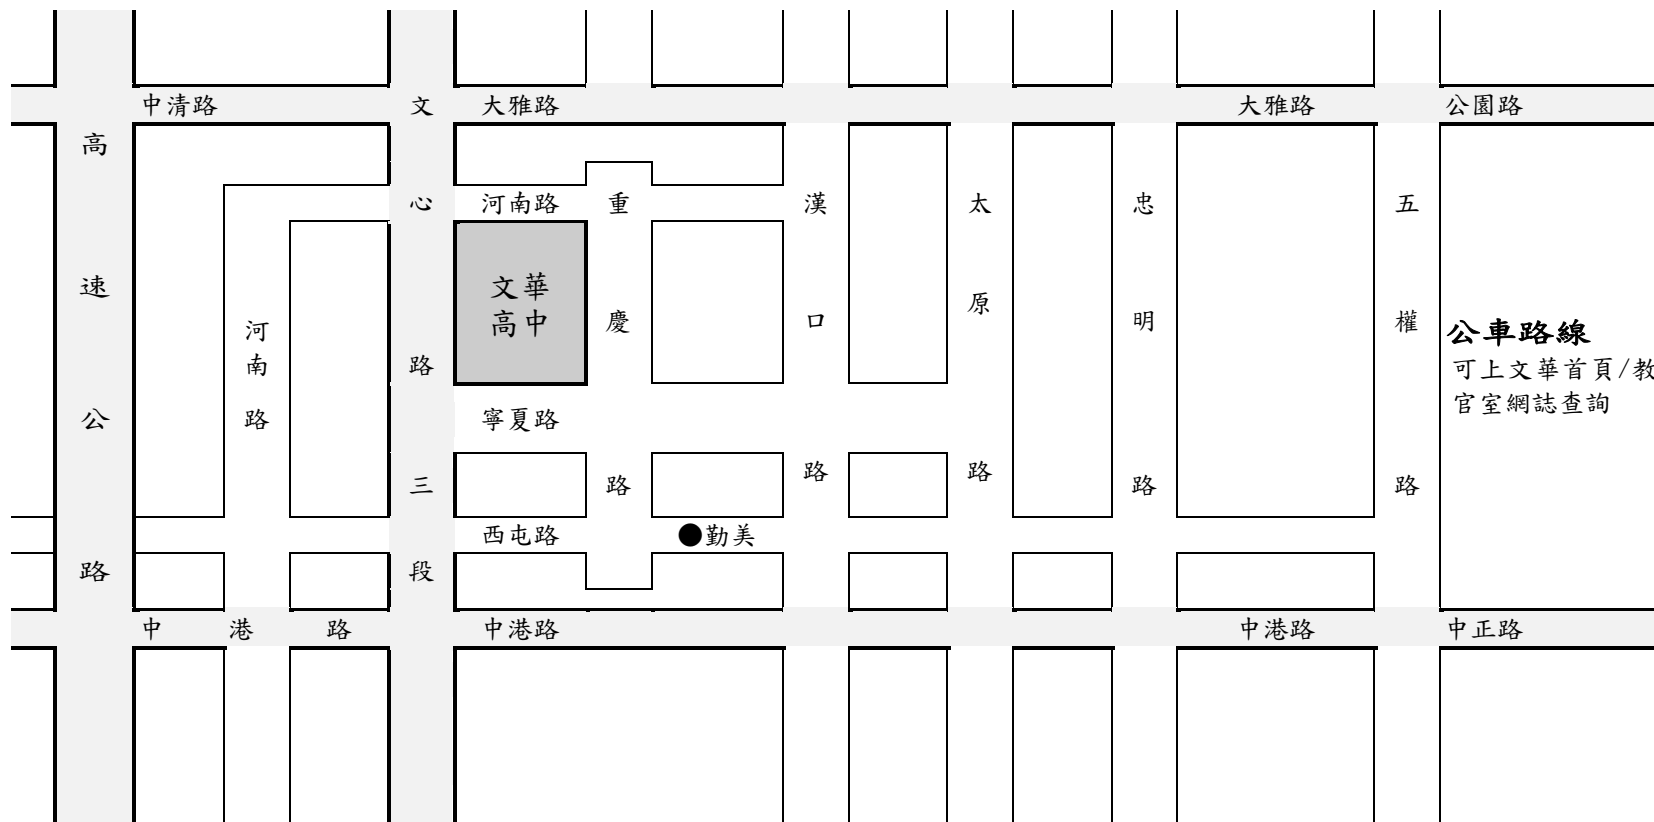 中清路
大雅路
大雅路
公園路
高速公路
河南路
文心路三段
河南路
文華
高中
寧夏路
西屯路
重慶路
●勤美
漢口路
太原路
忠明路
五權路
公車路線
可上文華首頁/教
官室網誌查詢
中港路
中港路
中港路
中正路